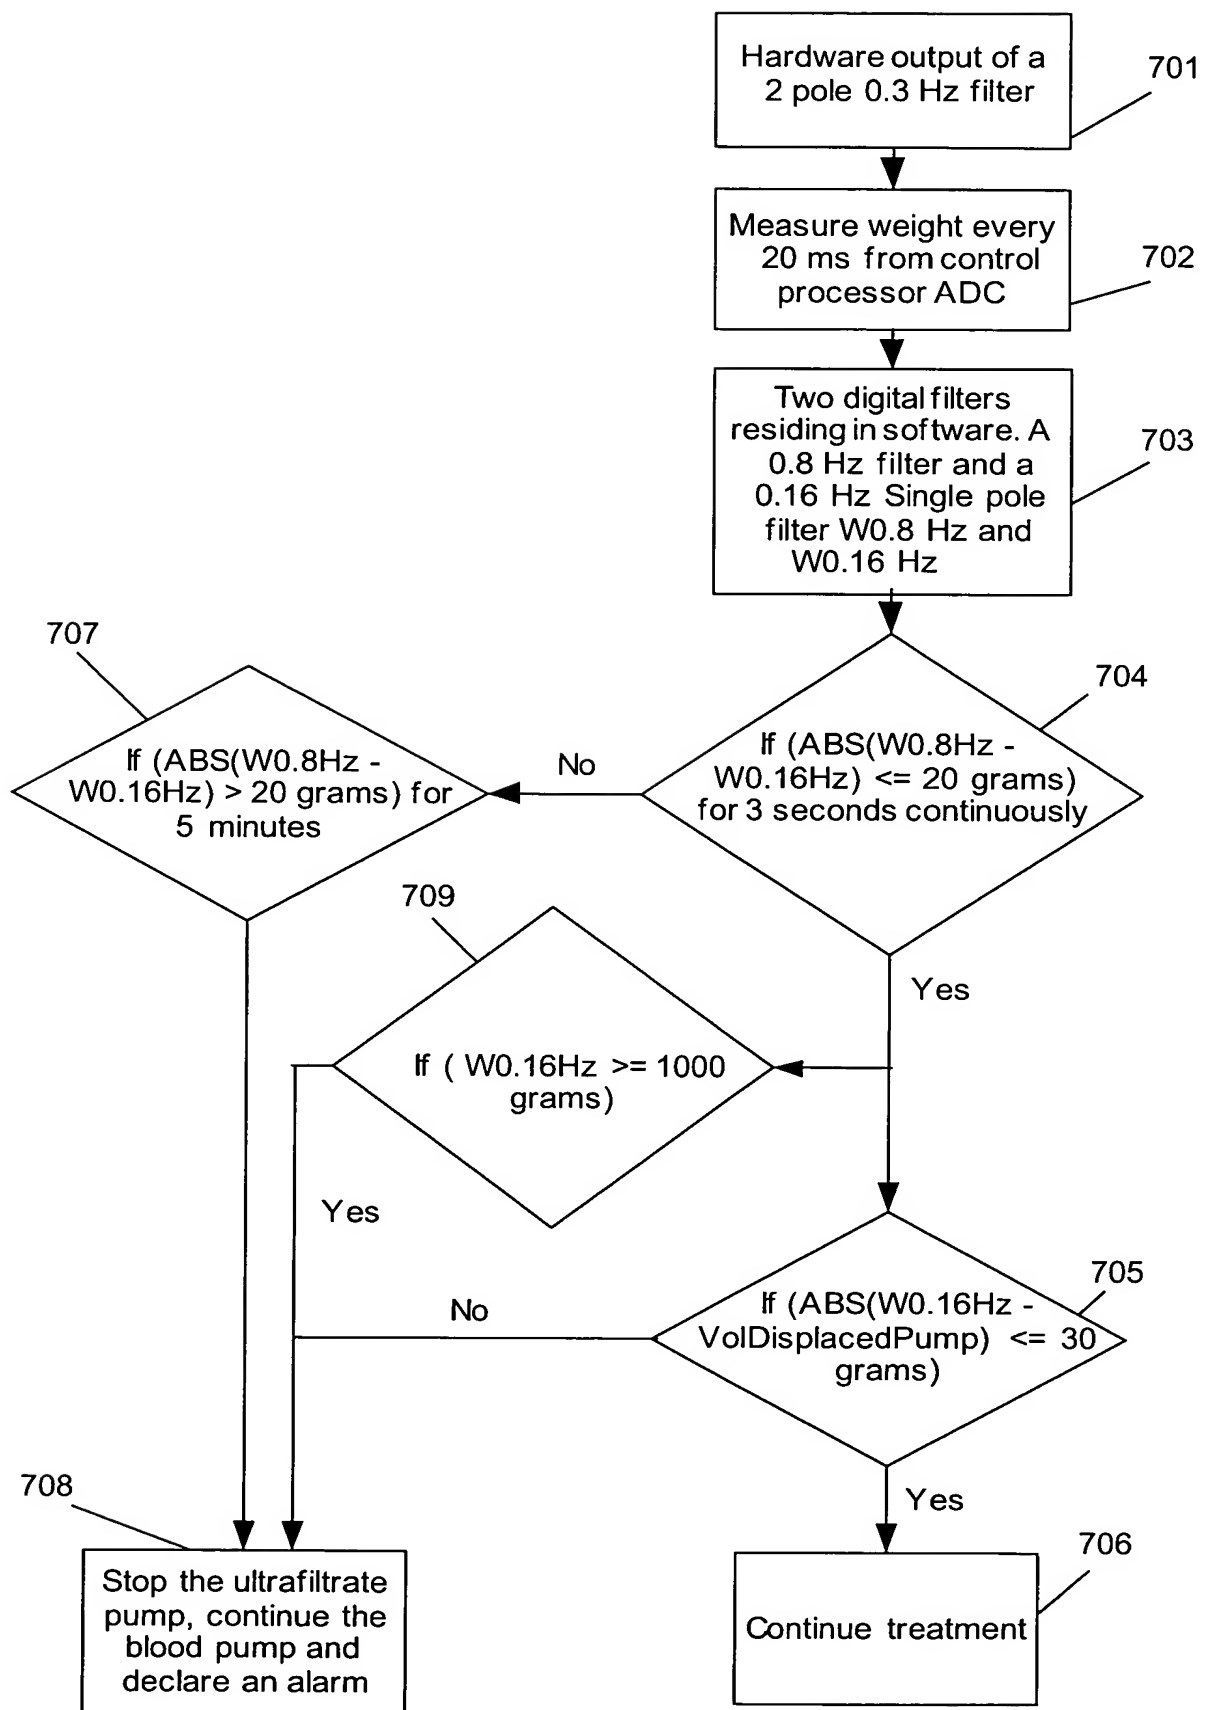 Hardware output of a
2 pole 0.3 Hz filter
701
Measure weight every
20 ms from control
processor ADC
702
Two digital filters
residing in software. A
0.8 Hz filter and a
0.16 Hz Single pole
filter W0.8 Hz and
W0.16 Hz
703
704
If (ABS(W0.8Hz -
W0.16Hz) <= 20 grams)
for 3 seconds continuously
No
707
If (ABS(W0.8Hz -
W0.16Hz) > 20 grams) for
5 minutes
Yes
709
If ( W0.16Hz >= 1000
grams)
Yes
705
If (ABS(W0.16Hz -
VolDisplacedPump) <= 30
grams)
No
Yes
708
Stop the ultrafiltrate
pump, continue the
blood pump and
declare an alarm
706
Continue treatment